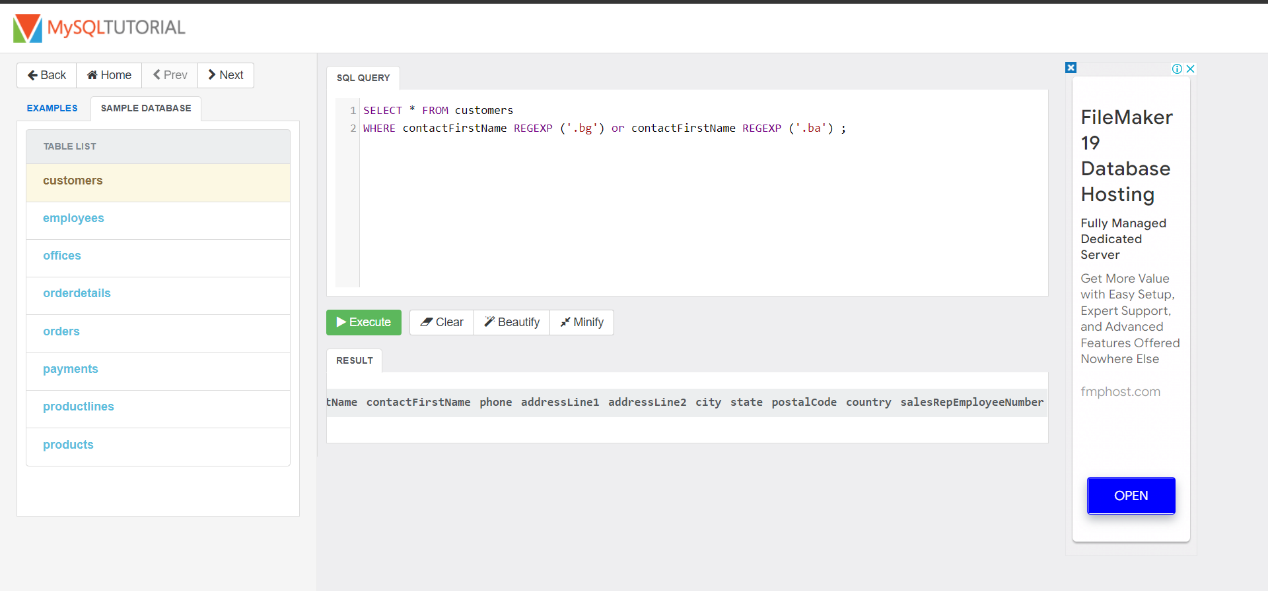 MySQLTUTORIAL
Back Home Prev Next
EXAMPLES SAMPLE DATABASE
TABLE LIST
customers
employees
offices
orderdetails
orders
payments
productlines
products
SQL QUERY
1 SELECT * FROM customers
2 WHERE contactFirstName REGEXP ('.bg') or contactFirstName REGEXP ('.ba') ;
Execute Clear Beautify Minify
RESULT
tName contactFirstName phone addressLine1 addressLine2 city state postalCode country salesRepEmployeeNumber
FileMaker
19
Database
Hosting
Fully Managed
Dedicated
Server
Get More Value
with Easy Setup,
Expert Support,
and Advanced
Features Offered
Nowhere Else
fmphost.com
OPEN